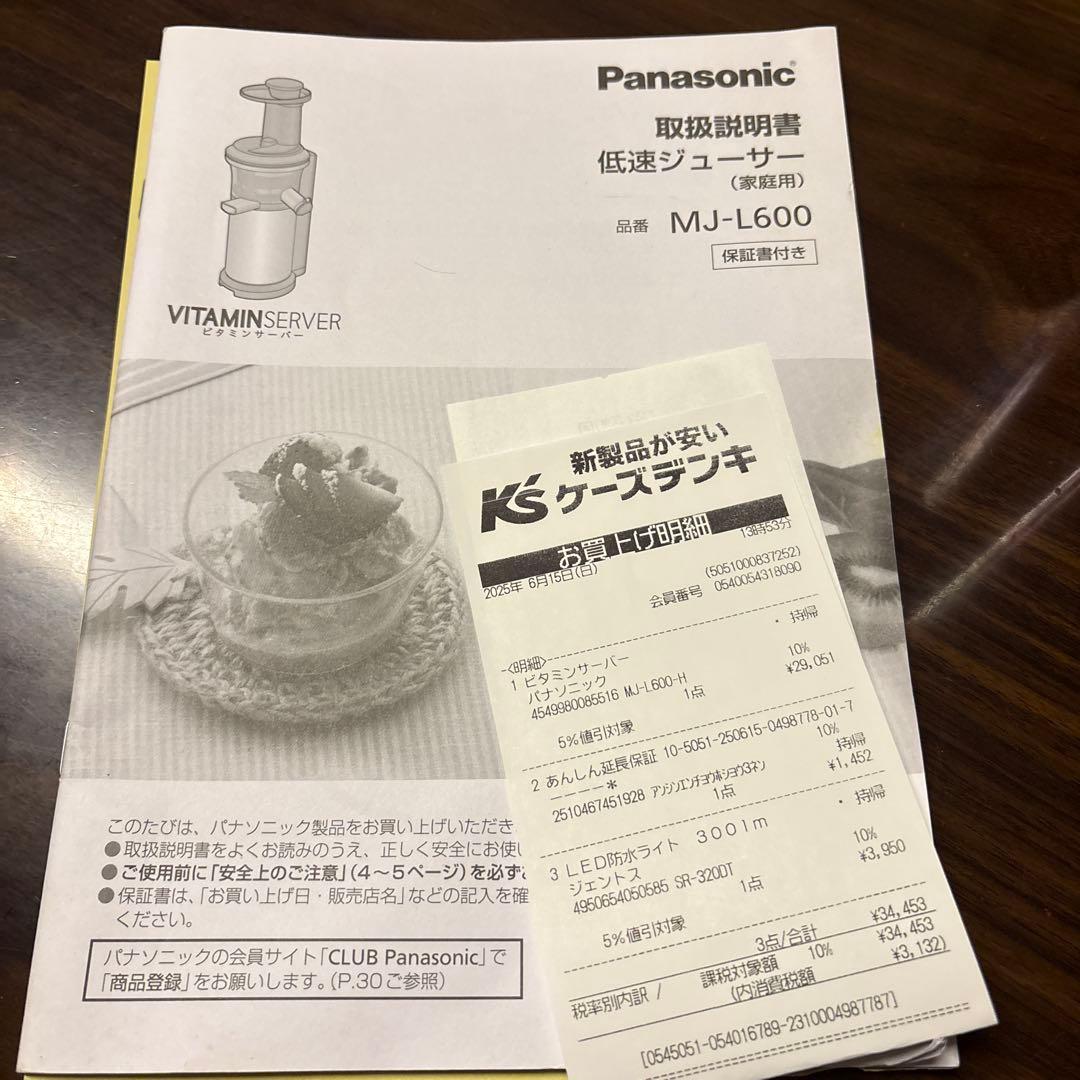 Panasonic
取扱説明書
低速ジューサー
（家庭用）
品番 MJ-L600
保証書付き
VITAMINSERVER
ビタミンサーバー
このたびは、パナソニック製品をお買い上げいただき
●取扱説明書をよくお読みのうえ、正しく安全にお使い
●ご使用前に「安全上のご注意」(4～5ページ)を必ず
●保証書は、「お買い上げ日・販売店名」などの記入を確
ください。
パナソニックの会員サイト「CLUB Panasonic」で
「商品登録」をお願いします。(P.30ご参照)
新製品が安い
K'S ケーズデンキ
お買上げ明細
2025年 6月15日(日) 13時53分
(5051000837252)
会員番号 0540054318090
-<明細>-
・ 持帰
1 ビタミンサーバー 10%
パナソニック ¥29,051
4549980085516 MJ-L600-H
1点
5%値引対象
2 あんしん延長保証 10-5051-250615-0498778-01-7
----* 10%
持帰
2510467451928 アンシンエンチョウホショウ3ネン ¥1,452
1点
・ 持帰
3 LED防水ライト 300lm 10%
ジェントス ¥3,950
4950654050585 SR-320DT
1点
5%値引対象
3点/合計 ¥34,453
税率別内訳 / 課税対象額 10% ¥34,453
(内消費税額 ¥3,132)
[0545051-054016789-2310004987787]